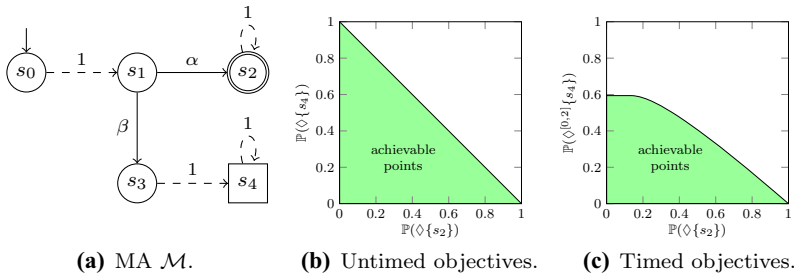 1
s0
1
s1
α
s2
β
s3
1
s4
1
(a) MA M.
1
0.8
0.6
0.4
0.2
0
ℙ(◊{s4})
achievable
points
0 0.2 0.4 0.6 0.8 1
ℙ(◊{s2})
(b) Untimed objectives.
1
0.8
0.6
0.4
0.2
0
ℙ(◊[0,2]{s4})
achievable
points
0 0.2 0.4 0.6 0.8 1
ℙ(◊{s2})
(c) Timed objectives.